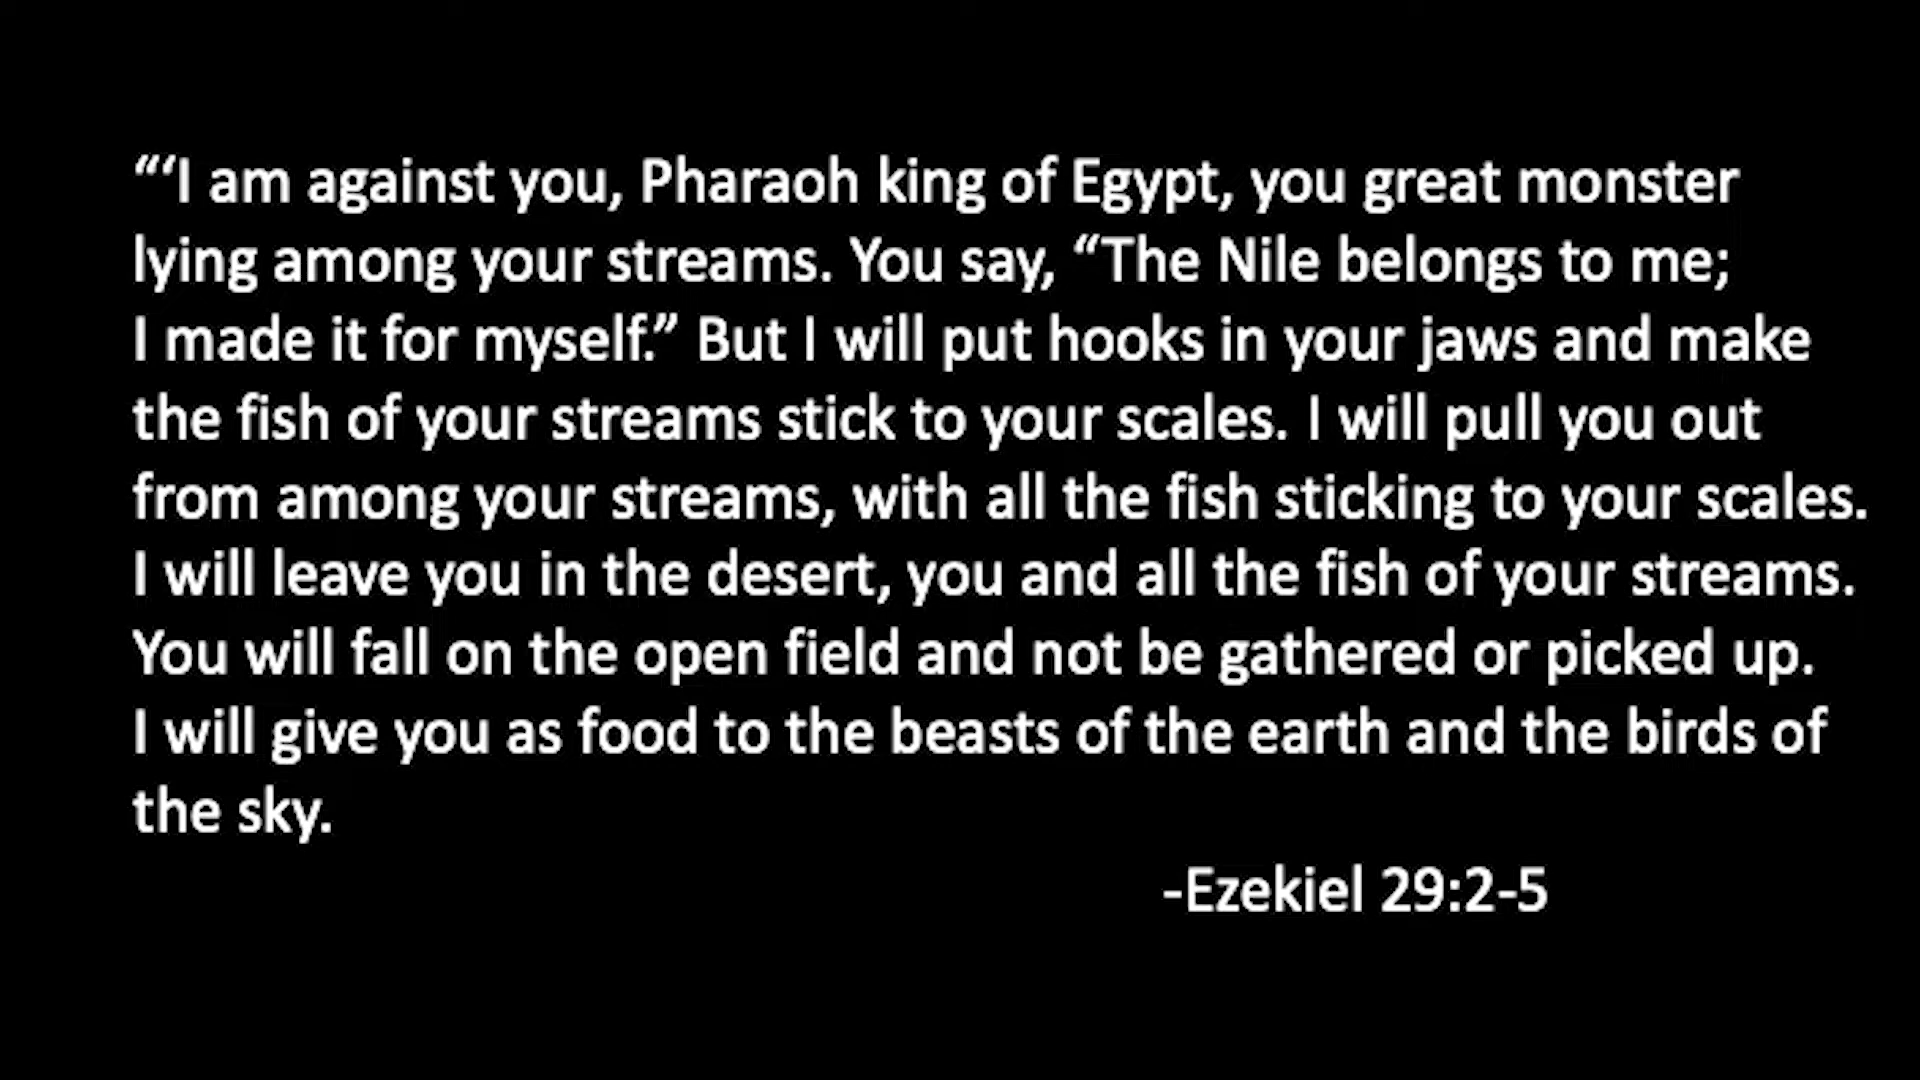 “‘I am against you, Pharaoh king of Egypt, you great monster
lying among your streams. You say, “The Nile belongs to me;
I made it for myself.” But I will put hooks in your jaws and make
the fish of your streams stick to your scales. I will pull you out
from among your streams, with all the fish sticking to your scales.
I will leave you in the desert, you and all the fish of your streams.
You will fall on the open field and not be gathered or picked up.
I will give you as food to the beasts of the earth and the birds of
the sky.
-Ezekiel 29:2-5